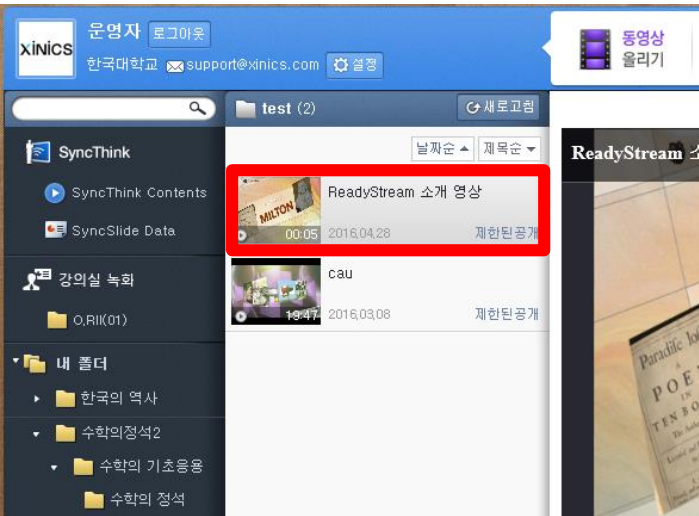 xinics
운영자 로그아웃
한국대학교 support@xinics.com 설정
동영상
올리기
test (2) 새로고침
날짜순 제목순
SyncThink
SyncThink Contents
SyncSlide Data
강의실 녹화
O,RII(01)
내 폴더
한국의 역사
수학의정석2
수학의 기초응용
수학의 정석
MILTON
ReadyStream 소개 영상
00:05 2016,04,28 제한된공개
cau
19:47 2016,03,08 제한된공개
ReadyStream
Paradise
POE
IN
TEN BO